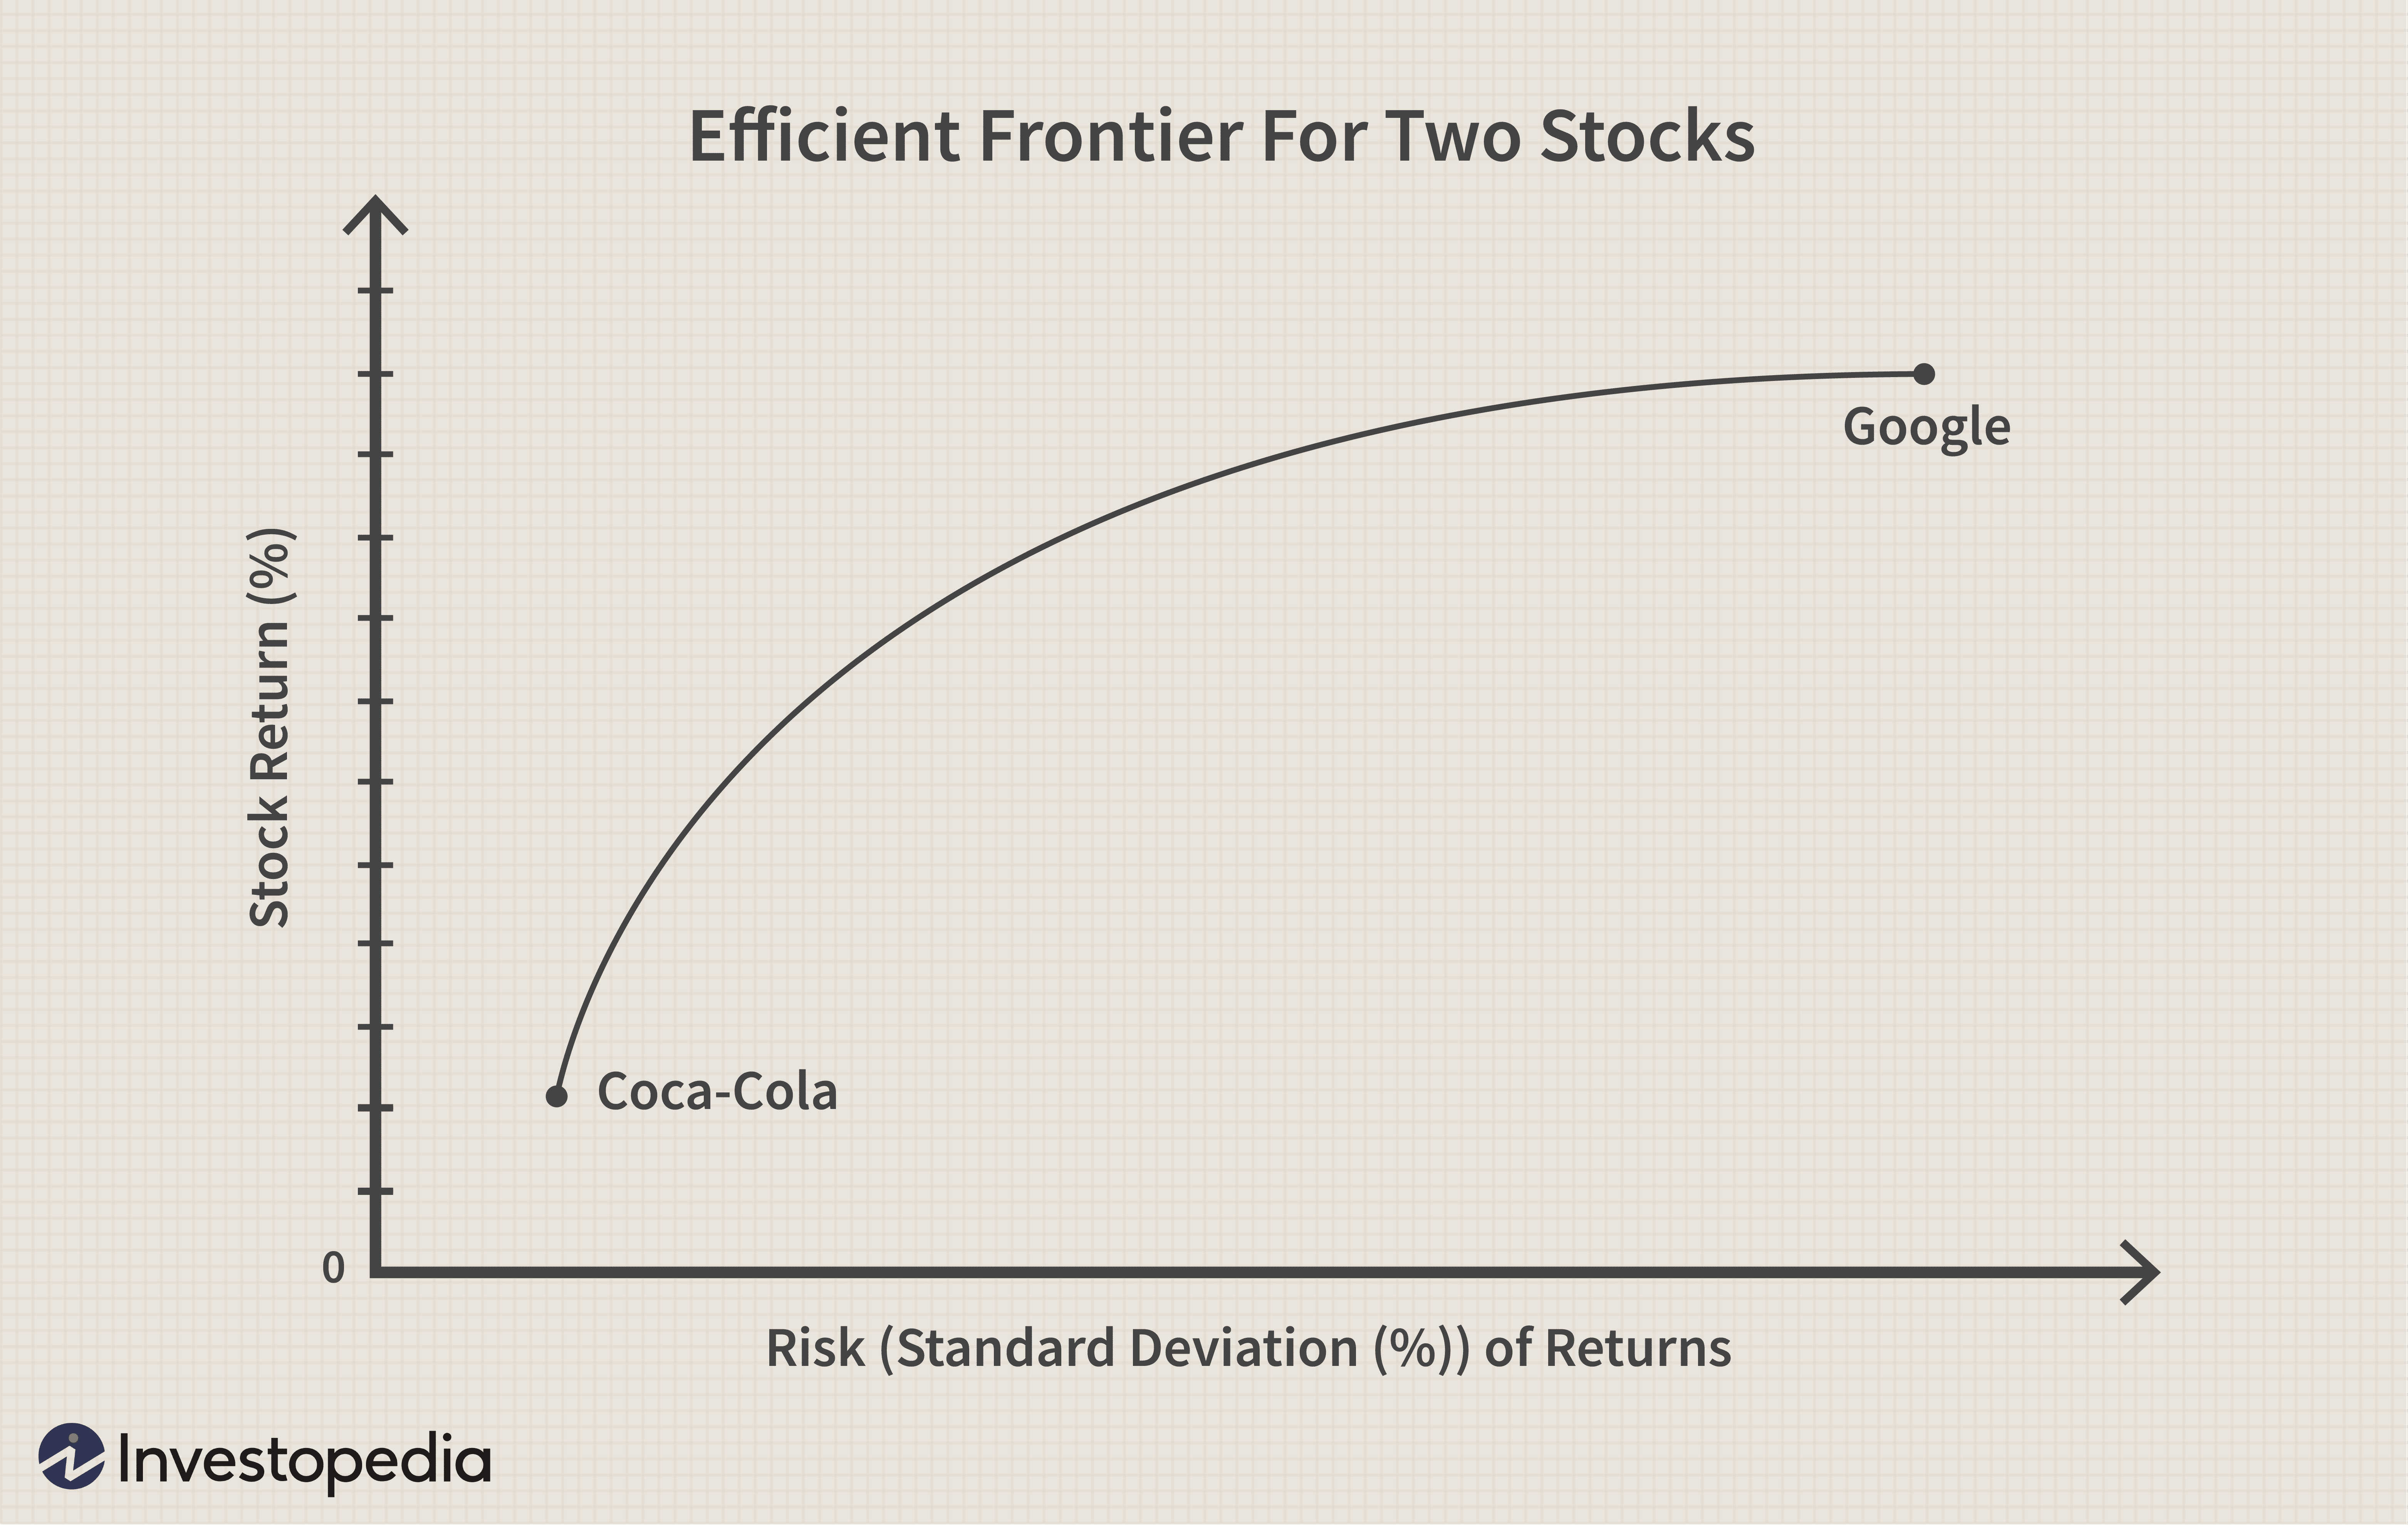 Efficient Frontier For Two Stocks
Stock Return (%)
Google
Coca-Cola
0
Risk (Standard Deviation (%)) of Returns
Investopedia